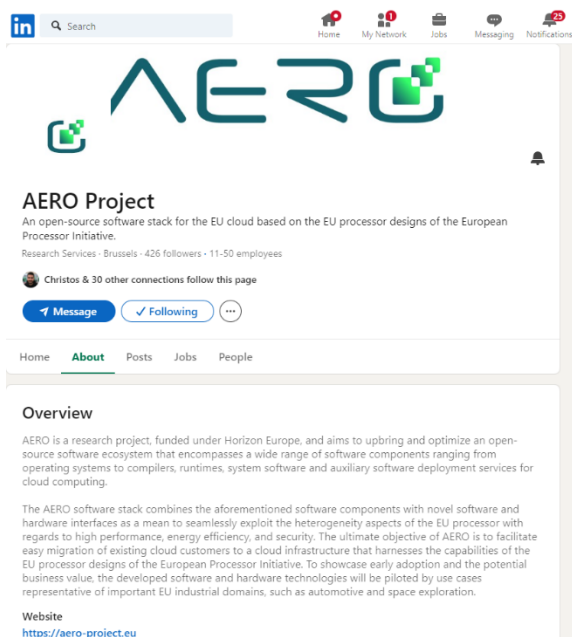 in
Search
Home
1
My Network
Jobs
Messaging
25
Notifications
AERO
AERO Project
An open-source software stack for the EU cloud based on the EU processor designs of the European
Processor Initiative.
Research Services · Brussels · 426 followers · 11-50 employees
Christos & 30 other connections follow this page
Message
Following
Home
About
Posts
Jobs
People
Overview
AERO is a research project, funded under Horizon Europe, and aims to upbring and optimize an open-
source software ecosystem that encompasses a wide range of software components ranging from
operating systems to compilers, runtimes, system software and auxiliary software deployment services for
cloud computing.
The AERO software stack combines the aforementioned software components with novel software and
hardware interfaces as a mean to seamlessly exploit the heterogeneity aspects of the EU processor with
regards to high performance, energy efficiency, and security. The ultimate objective of AERO is to facilitate
easy migration of existing cloud customers to a cloud infrastructure that harnesses the capabilities of the
EU processor designs of the European Processor Initiative. To showcase early adoption and the potential
business value, the developed software and hardware technologies will be piloted by use cases
representative of important EU industrial domains, such as automotive and space exploration.
Website
https://aero-project.eu